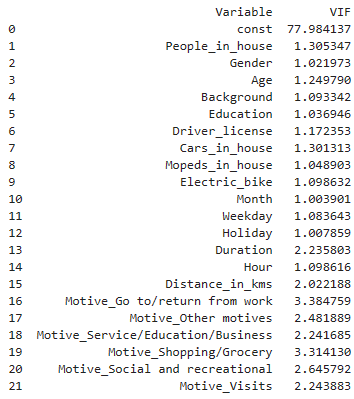 Variable VIF
0 const 77.984137
1 People_in_house 1.305347
2 Gender 1.021973
3 Age 1.249790
4 Background 1.093342
5 Education 1.036946
6 Driver_license 1.172353
7 Cars_in_house 1.301313
8 Mopeds_in_house 1.048903
9 Electric_bike 1.098632
10 Month 1.003901
11 Weekday 1.083643
12 Holiday 1.007859
13 Duration 2.235803
14 Hour 1.098616
15 Distance_in_kms 2.022188
16 Motive_Go to/return from work 3.384759
17 Motive_Other motives 2.481889
18 Motive_Service/Education/Business 2.241685
19 Motive_Shopping/Grocery 3.314130
20 Motive_Social and recreational 2.645792
21 Motive_Visits 2.243883